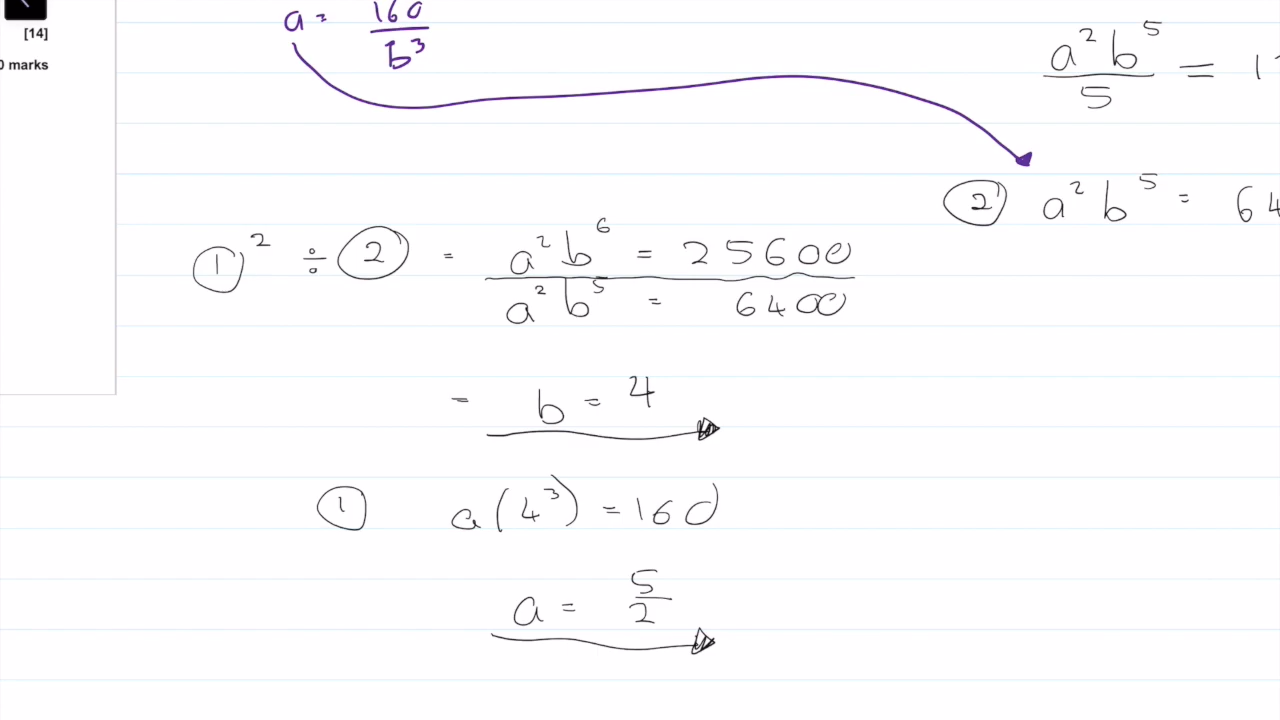 [14]
0 marks
a = 160/b³
a²b⁵/5 = 1
② a²b⁵ = 64
①² ÷ ② = a²b⁶ = 25600
a²b⁵ = 6400
= b = 4
① a(4³) = 160
a = 5/2